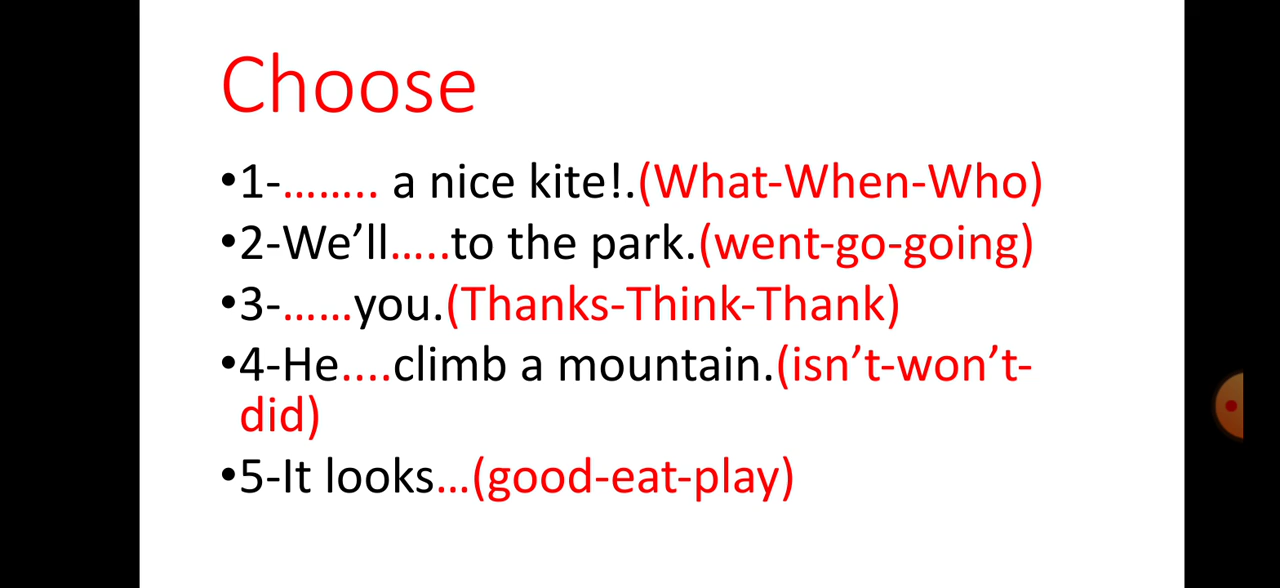 Choose
•1-…….. a nice kite!.(What-When-Who)
•2-We’ll…..to the park.(went-go-going)
•3-……you.(Thanks-Think-Thank)
•4-He....climb a mountain.(isn’t-won’t-
did)
•5-It looks…(good-eat-play)